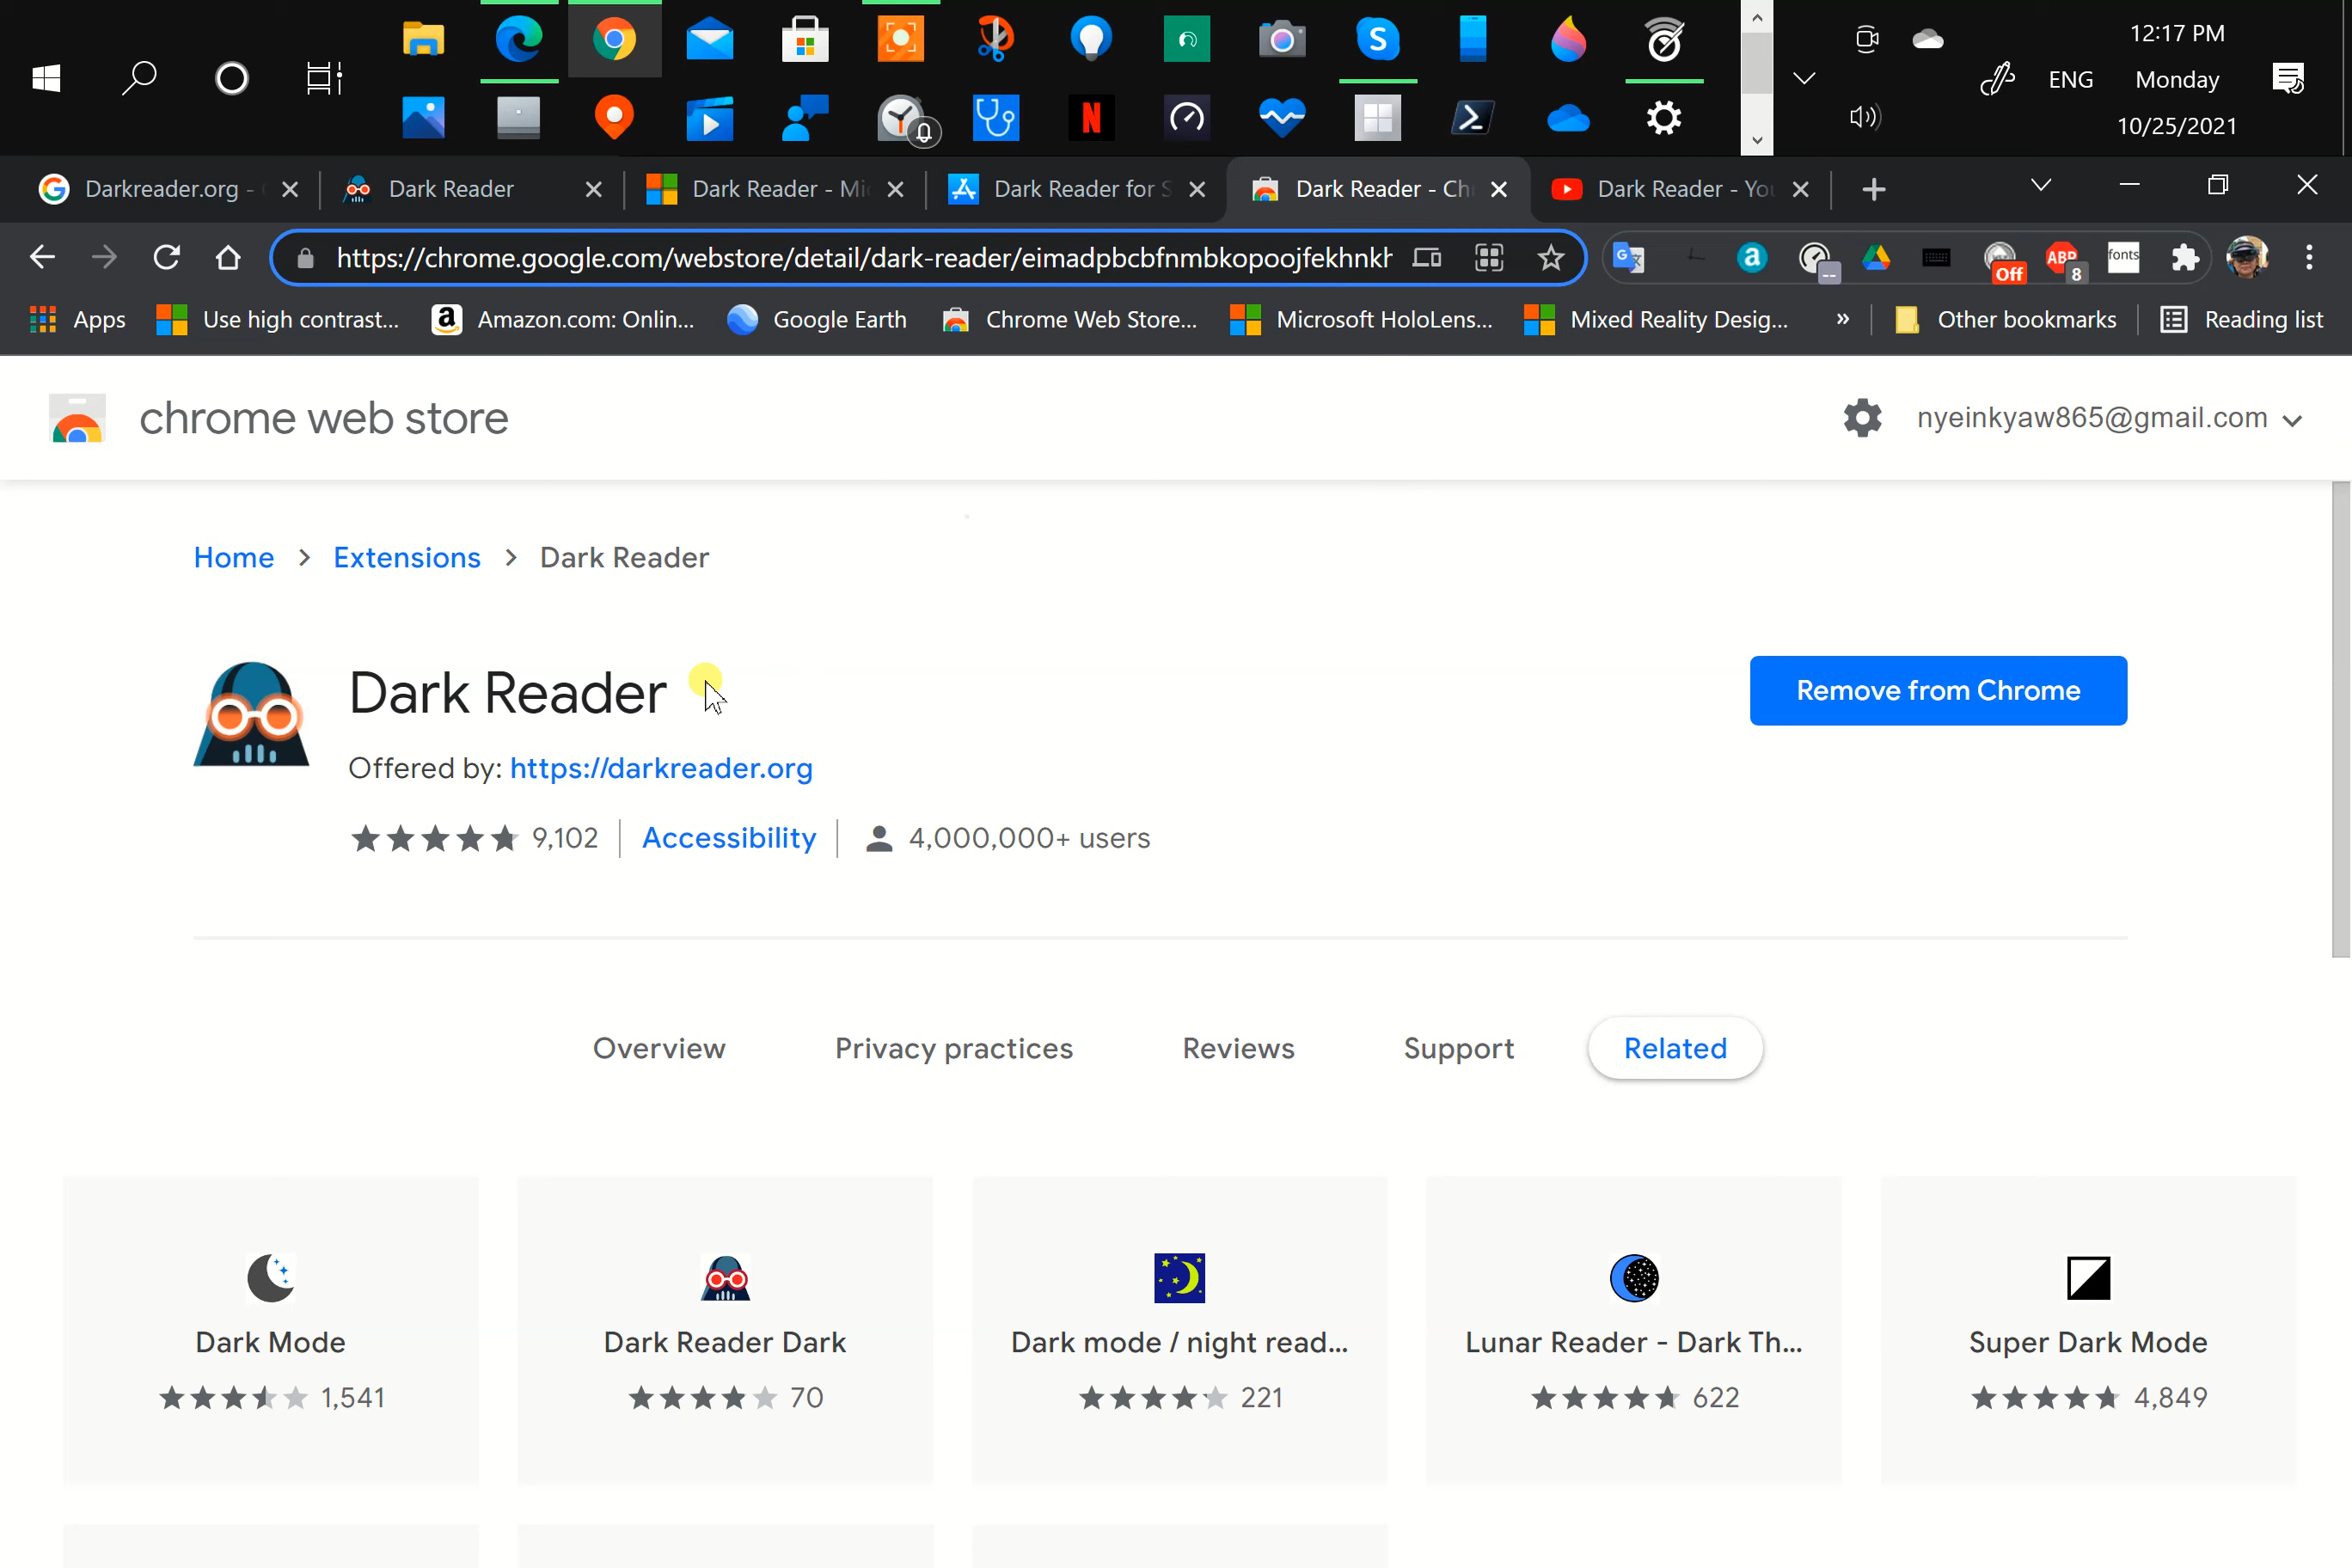 12:17 PM
ENG
Monday
10/25/2021
Darkreader.org -
Dark Reader
Dark Reader - Mi
Dark Reader for S
Dark Reader - Ch
Dark Reader - You
https://chrome.google.com/webstore/detail/dark-reader/eimadpbcbfnmbkopoojfekhnkh
Off
ABP
8
fonts
Apps
Use high contrast...
Amazon.com: Onlin...
Google Earth
Chrome Web Store...
Microsoft HoloLens...
Mixed Reality Desig...
»
Other bookmarks
Reading list
chrome web store
nyeinkyaw865@gmail.com
Home > Extensions > Dark Reader
Dark Reader
Remove from Chrome
Offered by: https://darkreader.org
9,102
Accessibility
4,000,000+ users
Overview
Privacy practices
Reviews
Support
Related
Dark Mode
Dark Reader Dark
Dark mode / night read...
Lunar Reader - Dark Th...
Super Dark Mode
1,541
70
221
622
4,849